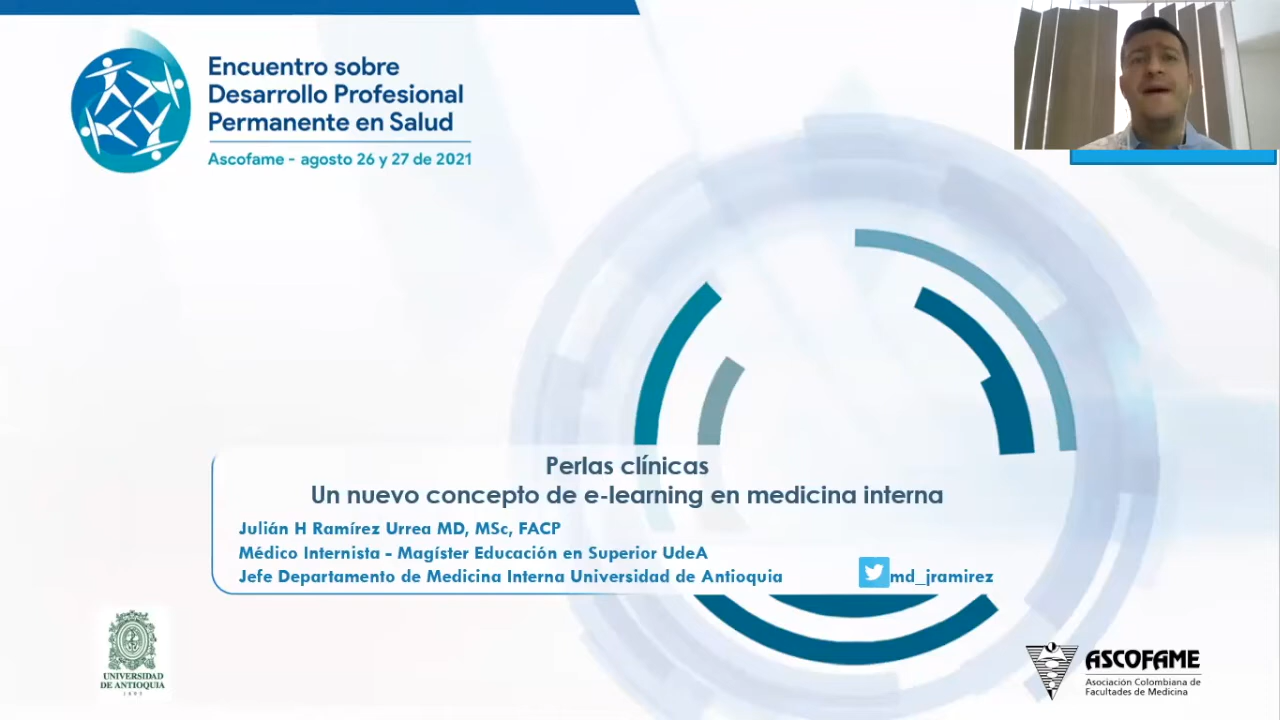 Encuentro sobre
Desarrollo Profesional
Permanente en Salud
Ascofame - agosto 26 y 27 de 2021
Perlas clínicas
Un nuevo concepto de e-learning en medicina interna
Julián H Ramírez Urrea MD, MSc, FACP
Médico Internista - Magíster Educación en Superior UdeA
Jefe Departamento de Medicina Interna Universidad de Antioquia
md_jramirez
UNIVERSIDAD
DE ANTIOQUIA
1803
ASCOFAME
Asociación Colombiana de
Facultades de Medicina